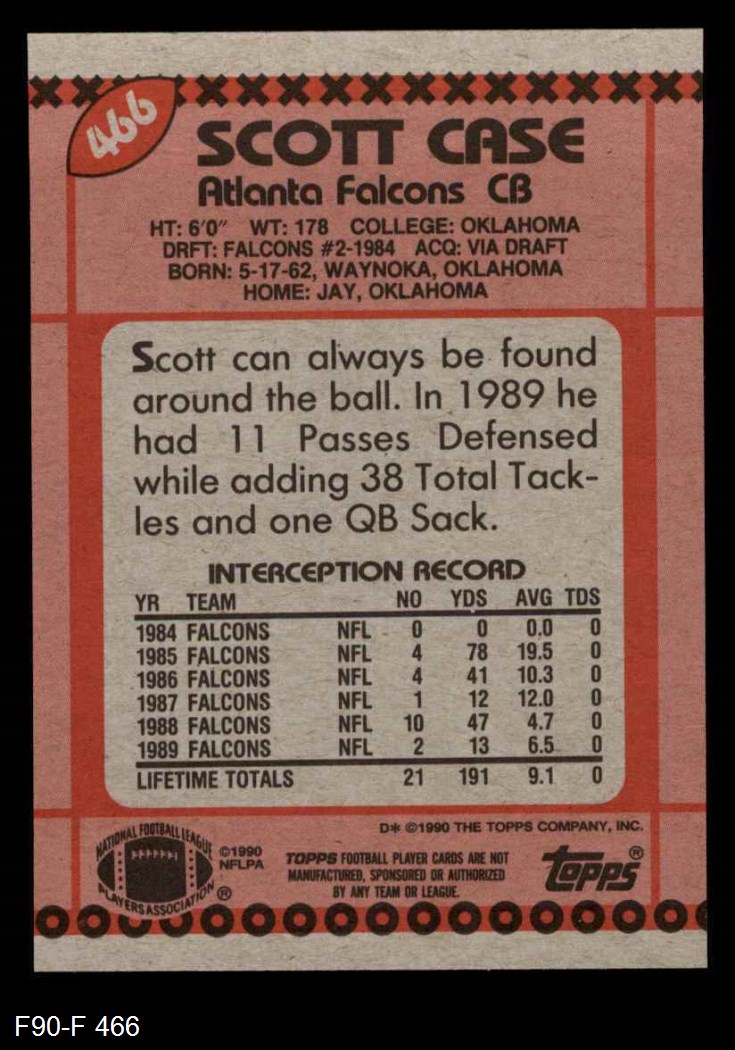 466
SCOTT CASE
Atlanta Falcons CB
HT: 6'0" WT: 178 COLLEGE: OKLAHOMA
DRFT: FALCONS #2-1984 ACQ: VIA DRAFT
BORN: 5-17-62, WAYNOKA, OKLAHOMA
HOME: JAY, OKLAHOMA
Scott can always be found
around the ball. In 1989 he
had 11 Passes Defensed
while adding 38 Total Tack-
les and one QB Sack.
INTERCEPTION RECORD
YR TEAM NO YDS AVG TDS
1984 FALCONS NFL 0 0 0.0 0
1985 FALCONS NFL 4 78 19.5 0
1986 FALCONS NFL 4 41 10.3 0
1987 FALCONS NFL 1 12 12.0 0
1988 FALCONS NFL 10 47 4.7 0
1989 FALCONS NFL 2 13 6.5 0
LIFETIME TOTALS 21 191 9.1 0
D* ©1990 THE TOPPS COMPANY, INC.
NATIONAL FOOTBALL LEAGUE
PLAYERS ASSOCIATION ®
©1990
NFLPA
TOPPS FOOTBALL PLAYER CARDS ARE NOT
MANUFACTURED, SPONSORED OR AUTHORIZED
BY ANY TEAM OR LEAGUE.
topps®
F90-F 466